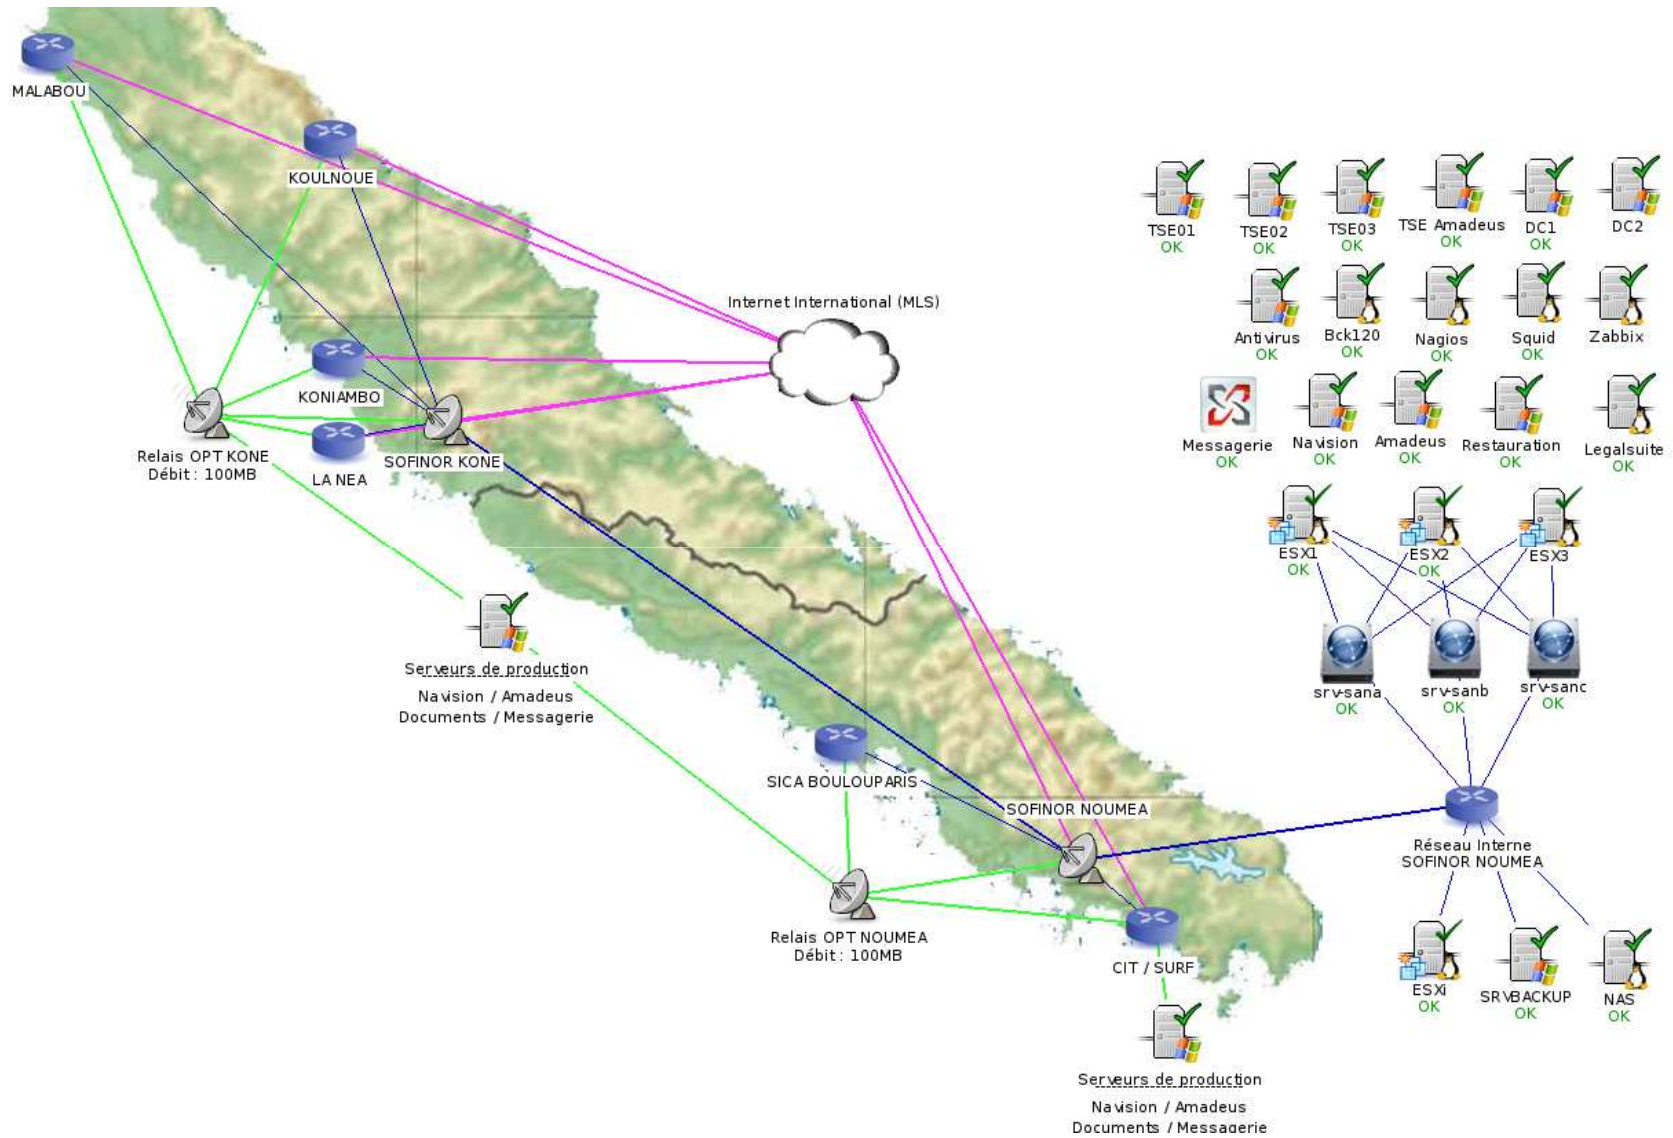 MALABOU
KOULNOUE
Internet International (MLS)
KONIAMBO
Relais OPT KONE
Débit : 100MB
LA NEA
SOFINOR KONE
Serveurs de production
Navision / Amadeus
Documents / Messagerie
SICA BOULOUPARIS
SOFINOR NOUMEA
Relais OPT NOUMEA
Débit : 100MB
CIT / SURF
Serveurs de production
Navision / Amadeus
Documents / Messagerie
TSE01
OK
TSE02
OK
TSE03
OK
TSE Amadeus
OK
DC1
OK
DC2
Antivirus
OK
Bck120
OK
Nagios
OK
Squid
OK
Zabbix
Messagerie
OK
Navision
OK
Amadeus
OK
Restauration
OK
Legalsuite
OK
ESX1
OK
ESX2
OK
ESX3
srv-sana
OK
srv-sanb
OK
srv-sanc
OK
Réseau Interne
SOFINOR NOUMEA
ESXi
OK
SRVBACKUP
OK
NAS
OK